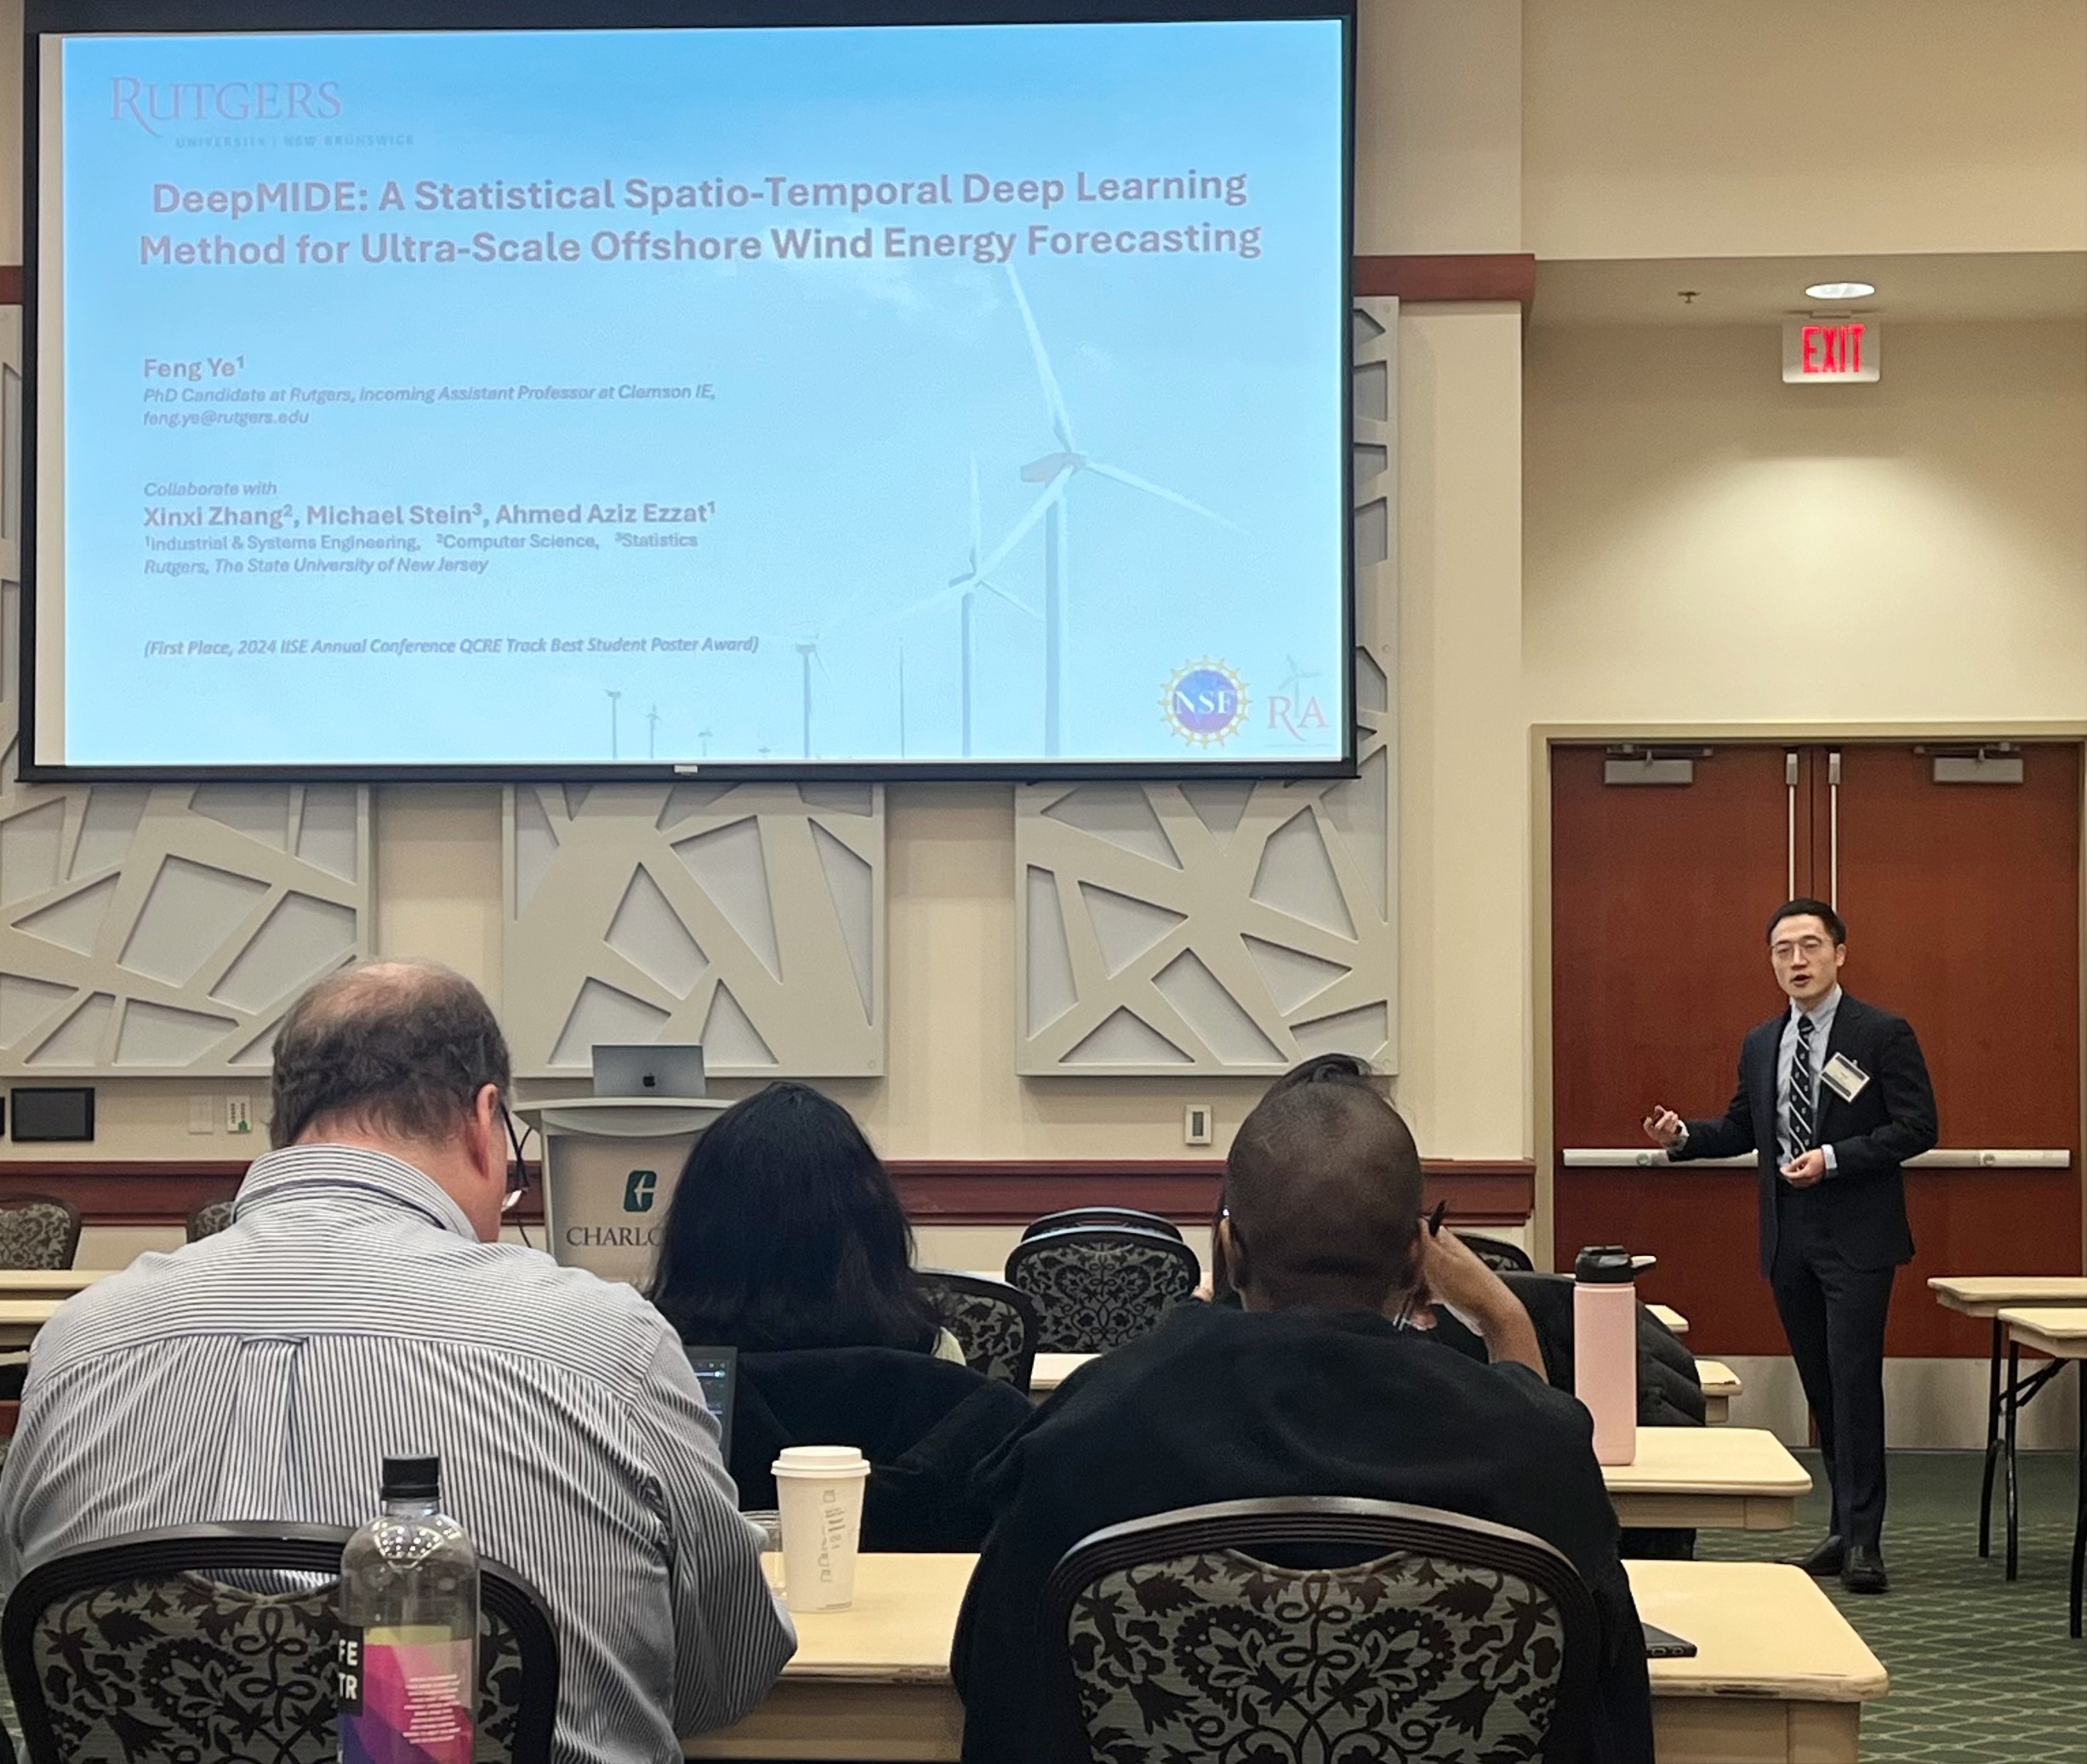 RUTGERS
UNIVERSITY | NEW BRUNSWICK
DeepMIDE: A Statistical Spatio-Temporal Deep Learning
Method for Ultra-Scale Offshore Wind Energy Forecasting
Feng Ye¹
PhD Candidate at Rutgers, Incoming Assistant Professor at Clemson IE,
feng.ye@rutgers.edu
Collaborate with
Xinxi Zhang², Michael Stein³, Ahmed Aziz Ezzat¹
¹Industrial & Systems Engineering, ²Computer Science, ³Statistics
Rutgers, The State University of New Jersey
(First Place, 2024 IISE Annual Conference QCRE Track Best Student Poster Award)
NSF
RA
EXIT
CHARLO
FE
TR